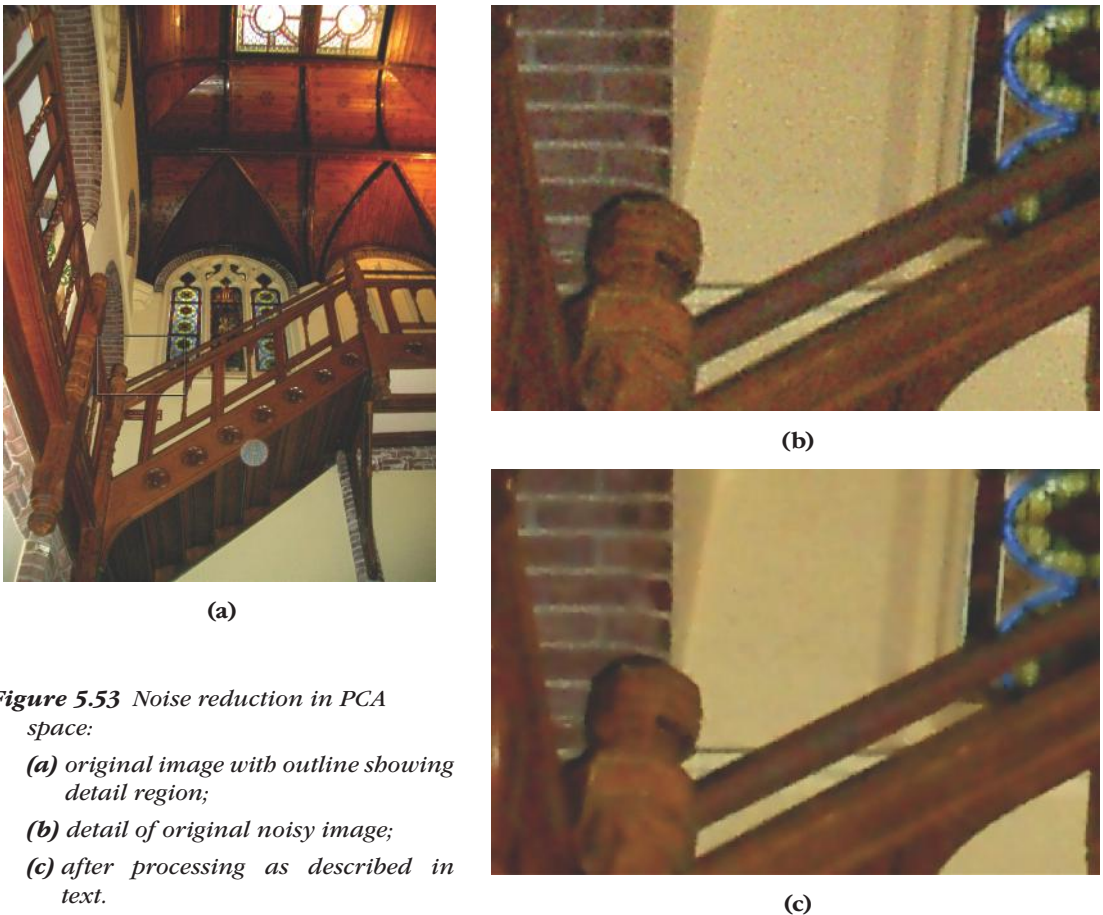 (a)
Figure 5.53 Noise reduction in PCA
space:
(a) original image with outline showing
detail region;
(b) detail of original noisy image;
(c) after processing as described in
text.
(b)
(c)